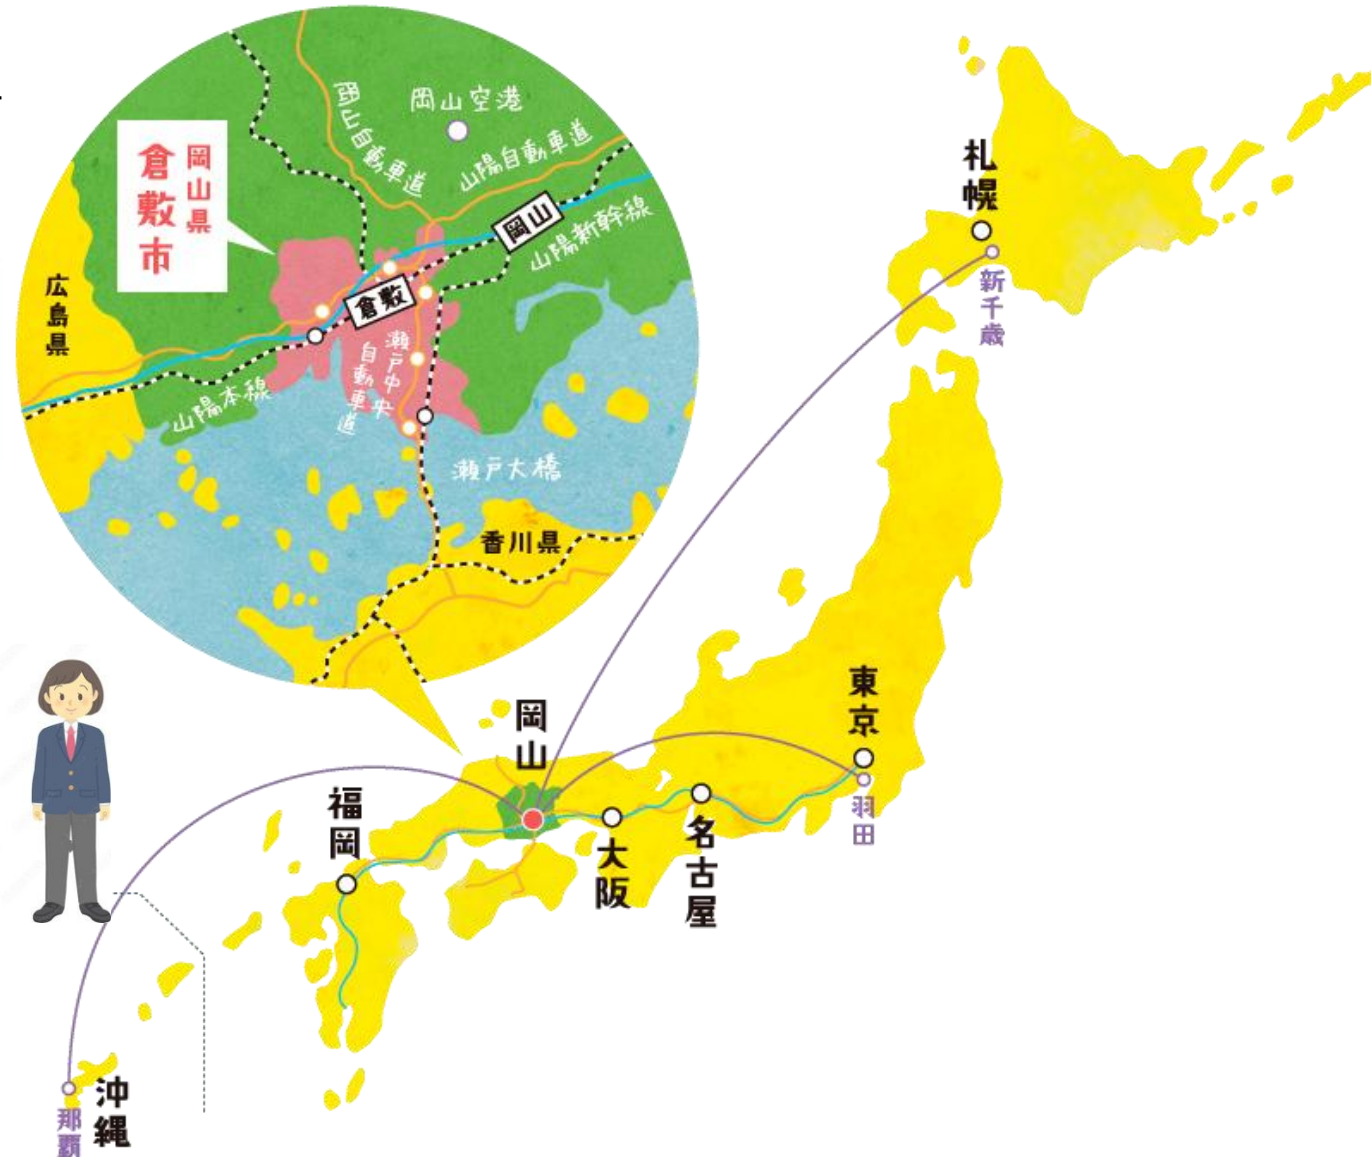 岡山空港
岡山自動車道
山陽自動車道
岡山県
倉敷市
岡山
山陽新幹線
広島県
倉敷
瀬戸中央
自動車道
山陽本線
瀬戸大橋
香川県
札幌
新千歳
東京
羽田
岡山
福岡
大阪
名古屋
沖縄
那覇